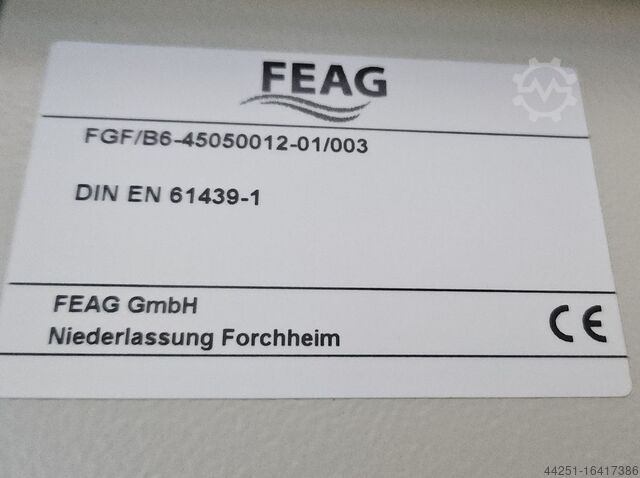 FEAG
FGF/B6-45050012-01/003
DIN EN 61439-1
FEAG GmbH
Niederlassung Forchheim
CE
44251-16417386